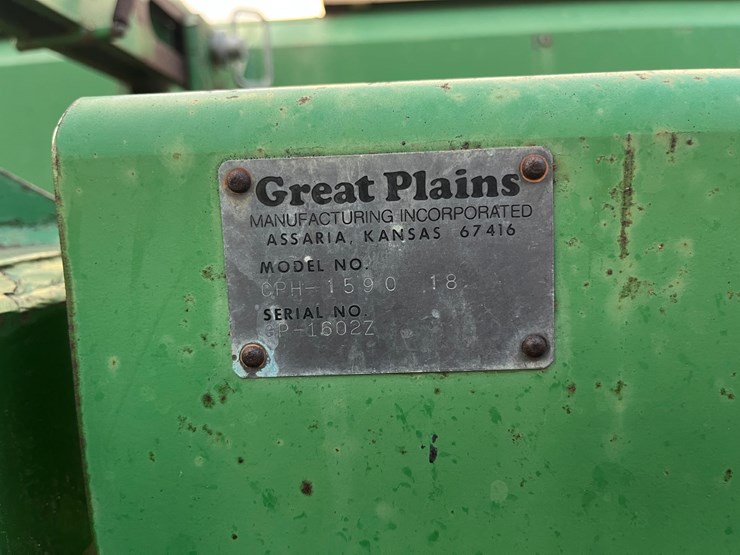 Great Plains
MANUFACTURING INCORPORATED
ASSARIA, KANSAS 67416
MODEL NO.
CPH-1590 18
SERIAL NO.
GP-1602Z